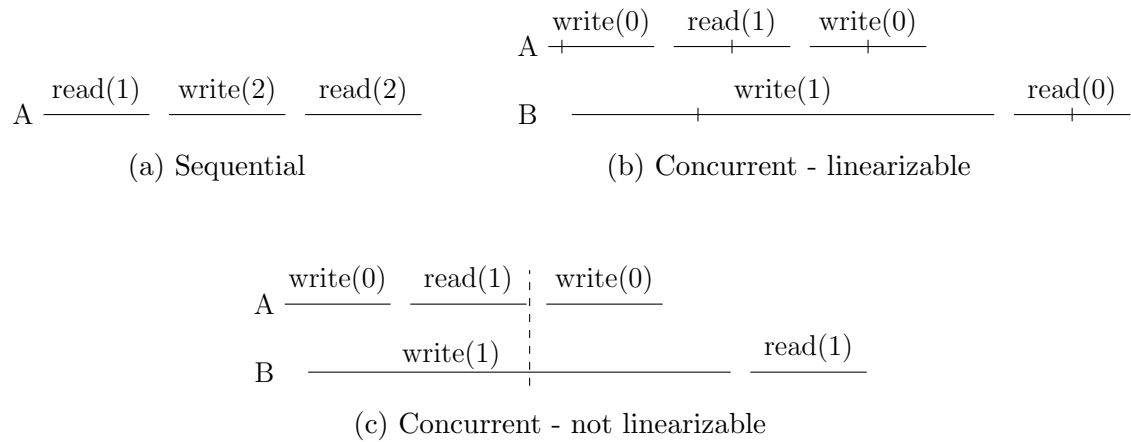 write(0) read(1) write(0)
A
read(1) write(2) read(2)
A
write(1) read(0)
B
(a) Sequential
(b) Concurrent - linearizable
write(0) read(1) write(0)
A
write(1) read(1)
B
(c) Concurrent - not linearizable